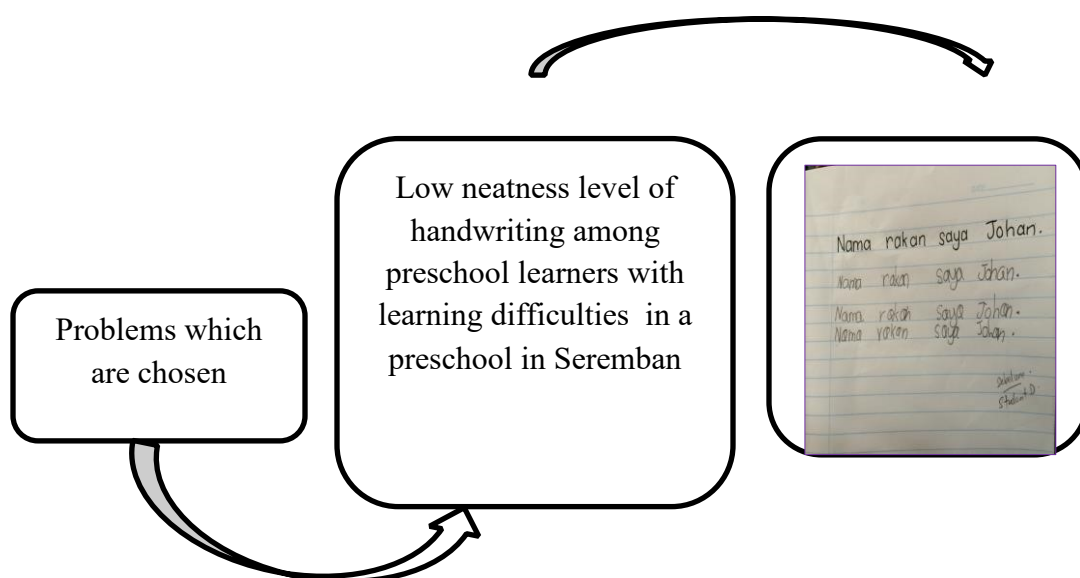 Problems which
are chosen
Low neatness level of
handwriting among
preschool learners with
learning difficulties in a
preschool in Seremban
Nama rakan saya Johan.
Nama rakan saya Johan.
Nama rakan saya Johan.
Nama rakan saya Johan.
Student D